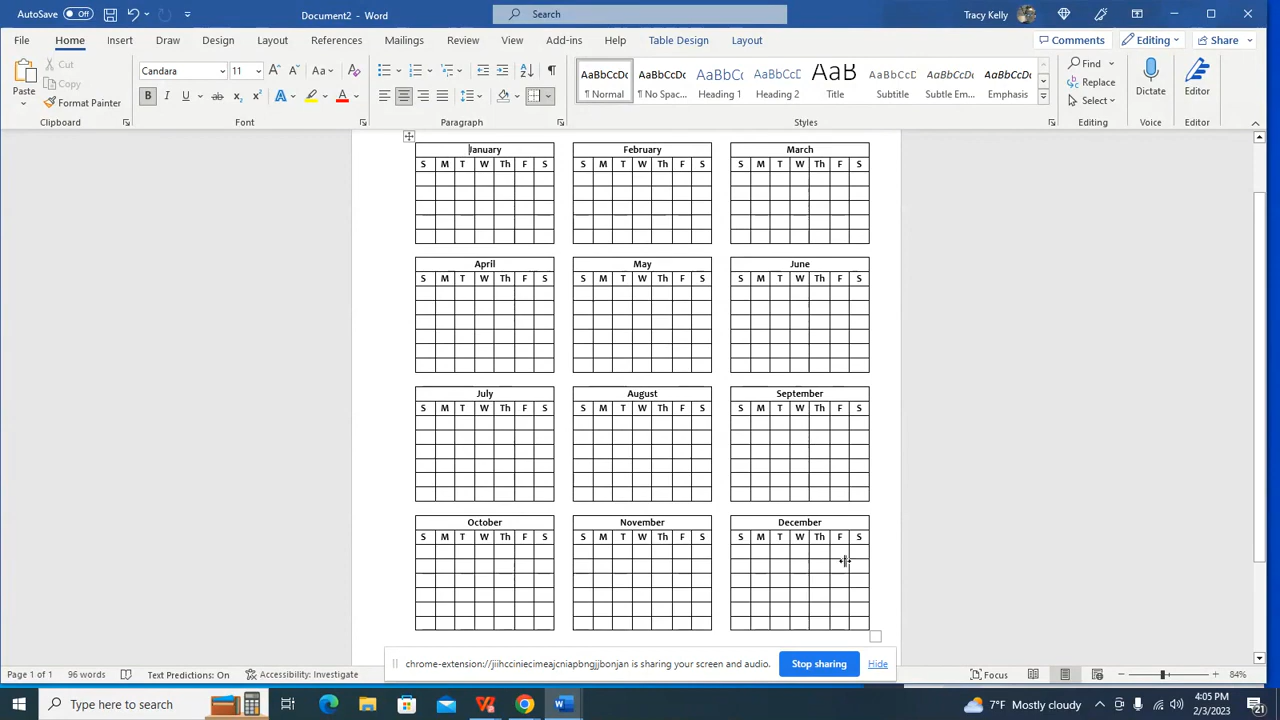 AutoSave Off Document2 - Word Search Tracy Kelly
File Home Insert Draw Design Layout References Mailings Review View Add-ins Help Table Design Layout Comments Editing Share
Paste Cut Copy Format Painter Clipboard
Candara 11 Font
Paragraph
AaBbCcDc AaBbCcDc AaBbCc AaBbCcD AaB AaBbCcD AaBbCcDc AaBbCcDc
¶ Normal ¶ No Spac... Heading 1 Heading 2 Title Subtitle Subtle Em... Emphasis
Styles
Find Replace Select Editing
Dictate Voice
Editor Editor
January February March
S M T W Th F S S M T W Th F S S M T W Th F S
April May June
S M T W Th F S S M T W Th F S S M T W Th F S
July August September
S M T W Th F S S M T W Th F S S M T W Th F S
October November December
S M T W Th F S S M T W Th F S S M T W Th F S
chrome-extension://jiihcciniecimeajcniapbngjjbonjan is sharing your screen and audio. Stop sharing Hide
Page 1 of 1 96 words Text Predictions: On Accessibility: Investigate Focus 84%
Type here to search 7°F Mostly cloudy 4:05 PM
2/3/2023 21